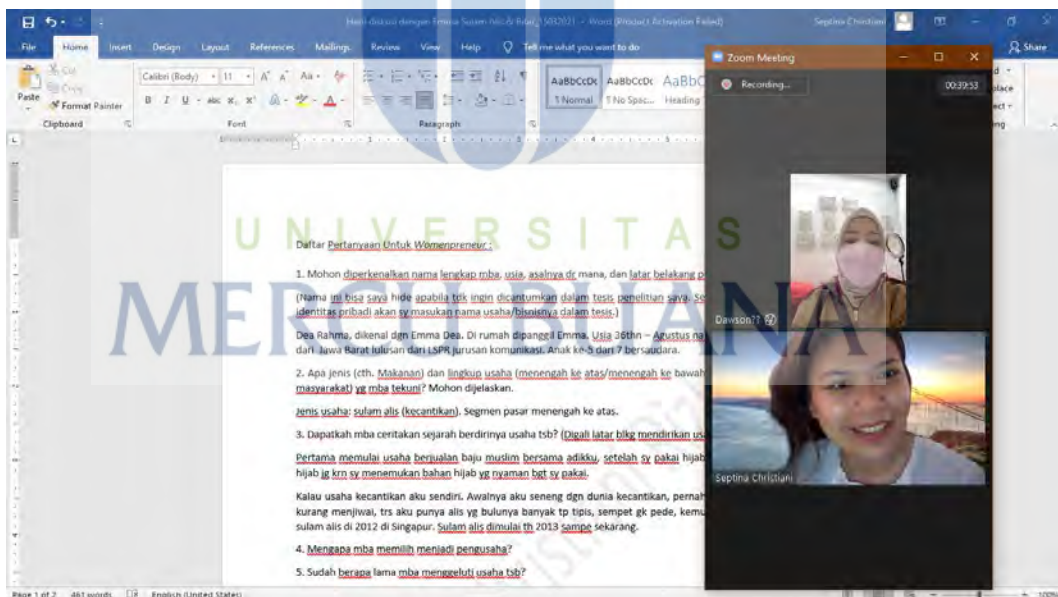 Septina Christiani
File Home Insert Design Layout References Mailings Review View Help Tell me what you want to do Share
Cut
Copy
Paste
Format Painter
Calibri (Body) 11
AaBbCcDc AaBbCcDc AaBbC
¶ Normal ¶ No Spac... Heading
Clipboard Font Paragraph
Zoom Meeting
Recording... 00:39:53
Dawson??
Septina Christiani
UNIVERSITAS
MERCU BUANA
Daftar Pertanyaan Untuk Womenpreneur :
1. Mohon diperkenalkan nama lengkap mba, usia, asalnya dr mana, dan latar belakang
(Nama ini bisa saya hide apabila tdk ingin dicantumkan dalam tesis penelitian saya.
identitas pribadi akan sy masukan nama usaha/bisnisnya dalam tesis.)
Dea Rahma, dikenal dgn Emma Dea. Di rumah dipanggil Emma. Usia 36thn – Agustus
dari Jawa Barat lulusan dari LSPR jurusan komunikasi. Anak ke-5 dari 7 bersaudara.
2. Apa jenis (cth. Makanan) dan lingkup usaha (menengah ke atas/menengah ke bawah
masyarakat) yg mba tekuni? Mohon dijelaskan.
Jenis usaha: sulam alis (kecantikan). Segmen pasar menengah ke atas.
3. Dapatkah mba ceritakan sejarah berdirinya usaha tsb? (Digali latar blkg mendirikan
Pertama memulai usaha berjualan baju muslim bersama adikku, setelah sy pakai hijab
hijab jg krn sy menemukan bahan hijab yg nyaman bgt sy pakai.
Kalau usaha kecantikan aku sendiri. Awalnya aku seneng dgn dunia kecantikan, pernah
kurang menjiwai, trs aku punya alis yg bulunya banyak tp tipis, sempet gk pede,
sulam alis di 2012 di Singapur. Sulam alis dimulai th 2013 sampe sekarang.
4. Mengapa mba memilih menjadi pengusaha?
5. Sudah berapa lama mba menggeluti usaha tsb?
Page 1 of 2 461 words English (United States) 100%